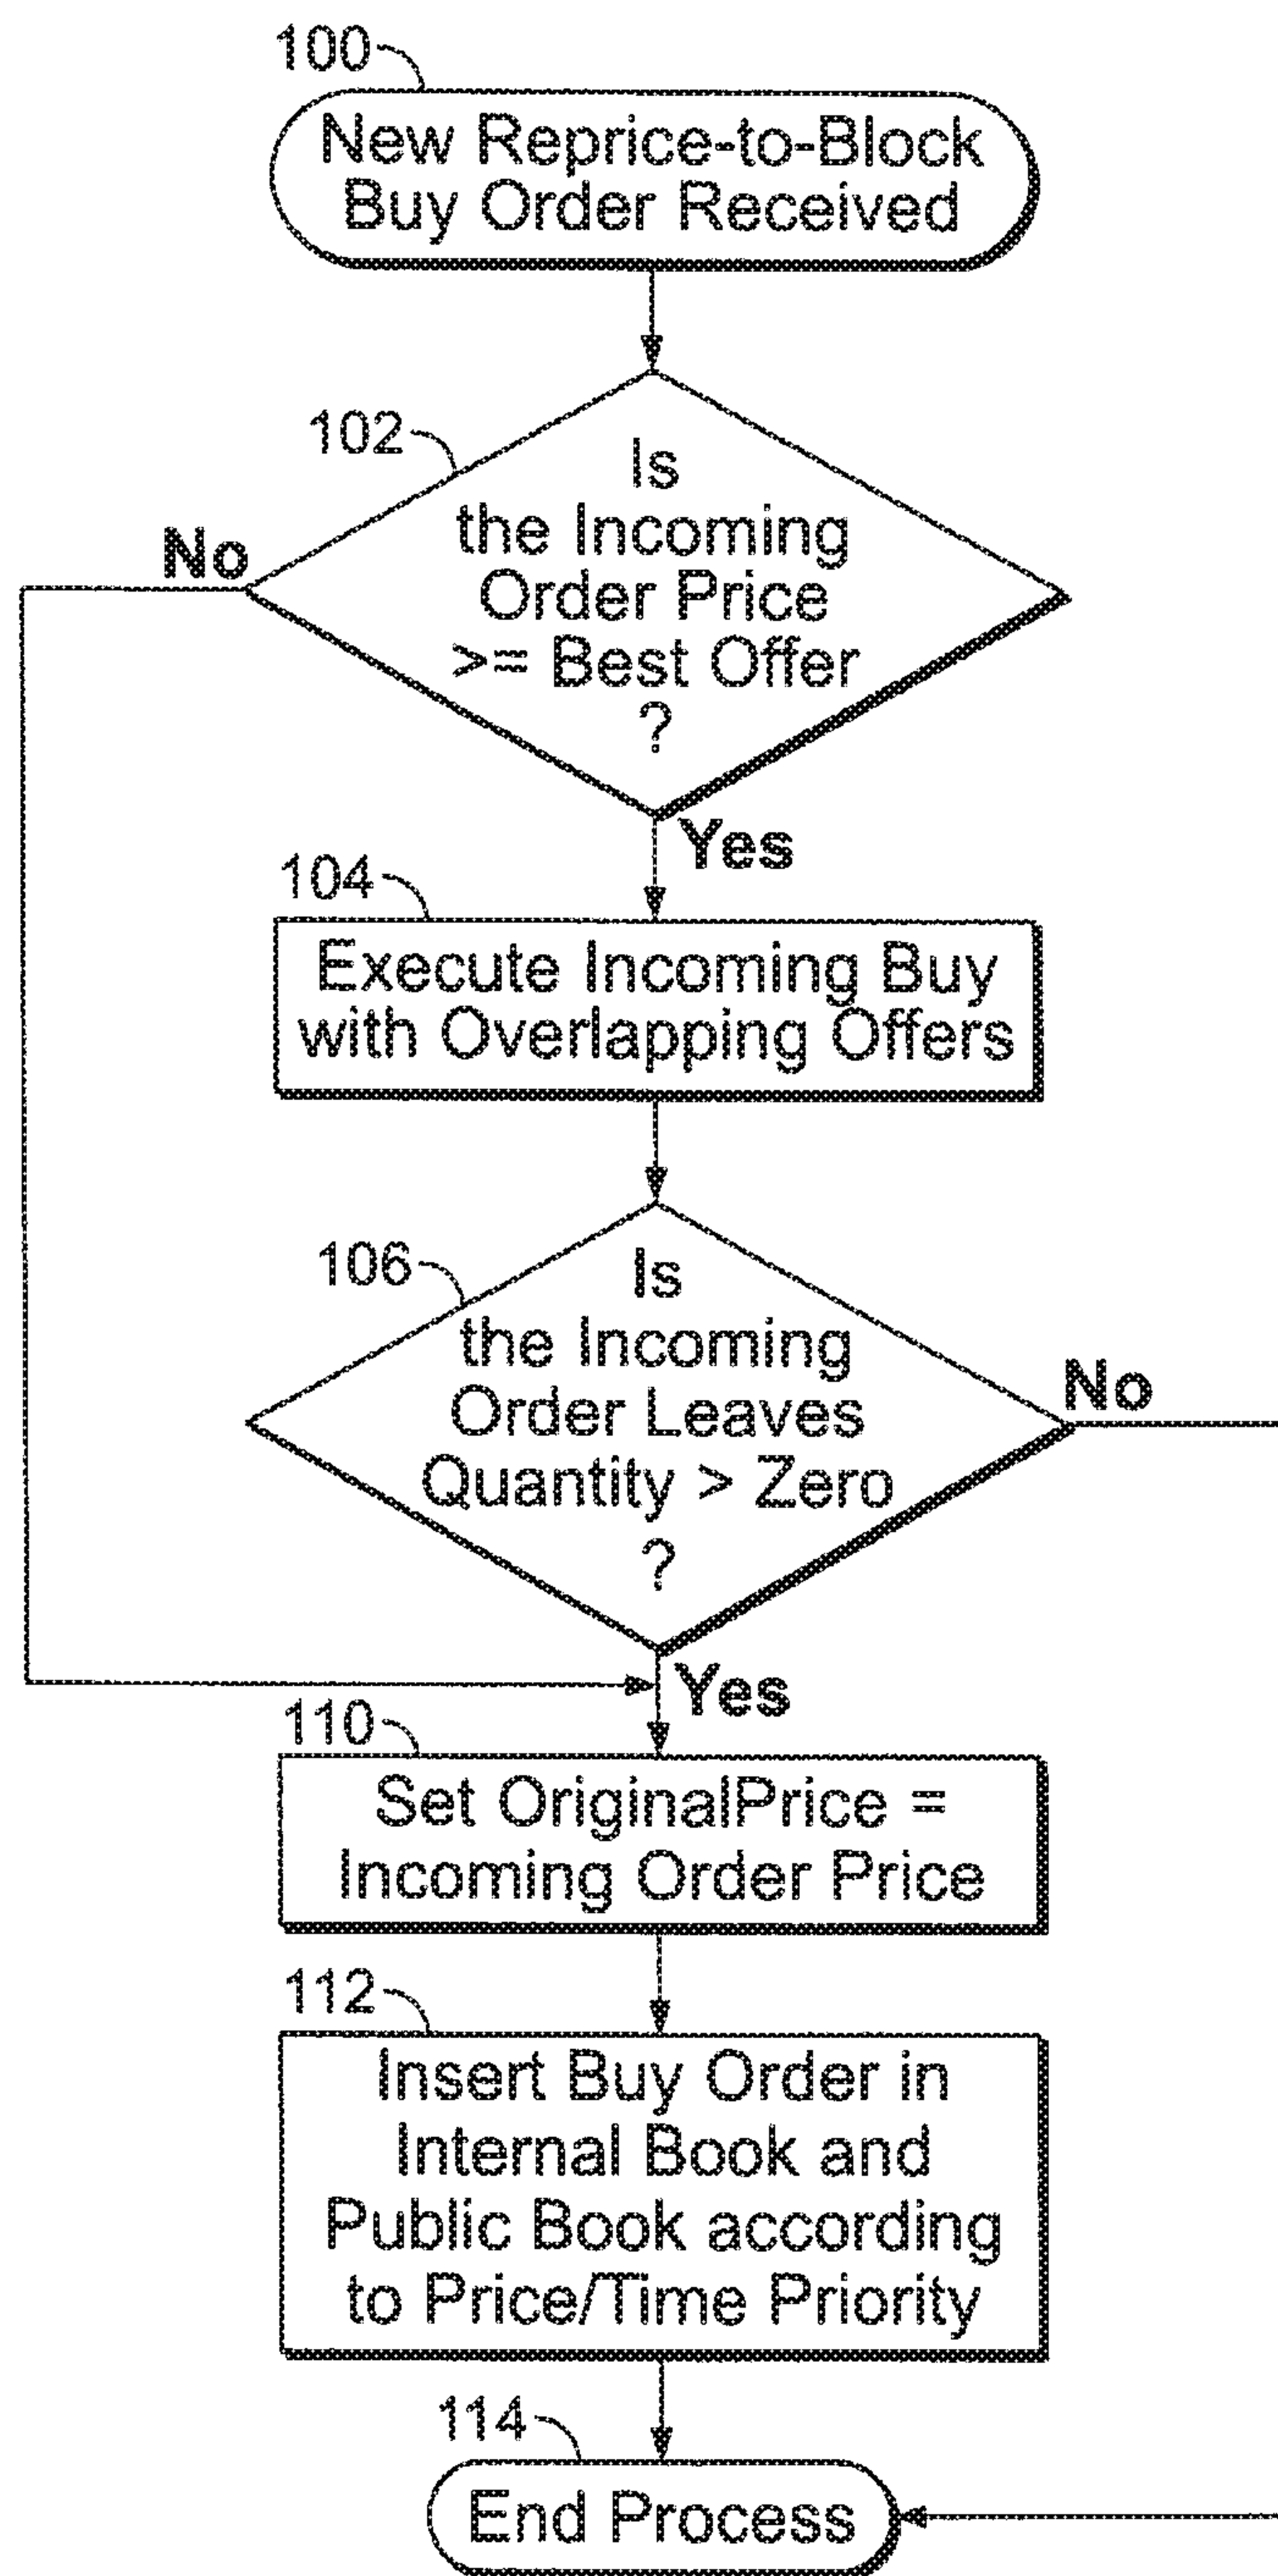 100
New Reprice-to-Block
Buy Order Received
102
Is
the Incoming
Order Price
>= Best Offer
?
No
Yes
104
Execute Incoming Buy
with Overlapping Offers
106
Is
the Incoming
Order Leaves
Quantity > Zero
?
No
Yes
110
Set OriginalPrice =
Incoming Order Price
112
Insert Buy Order in
Internal Book and
Public Book according
to Price/Time Priority
114
End Process